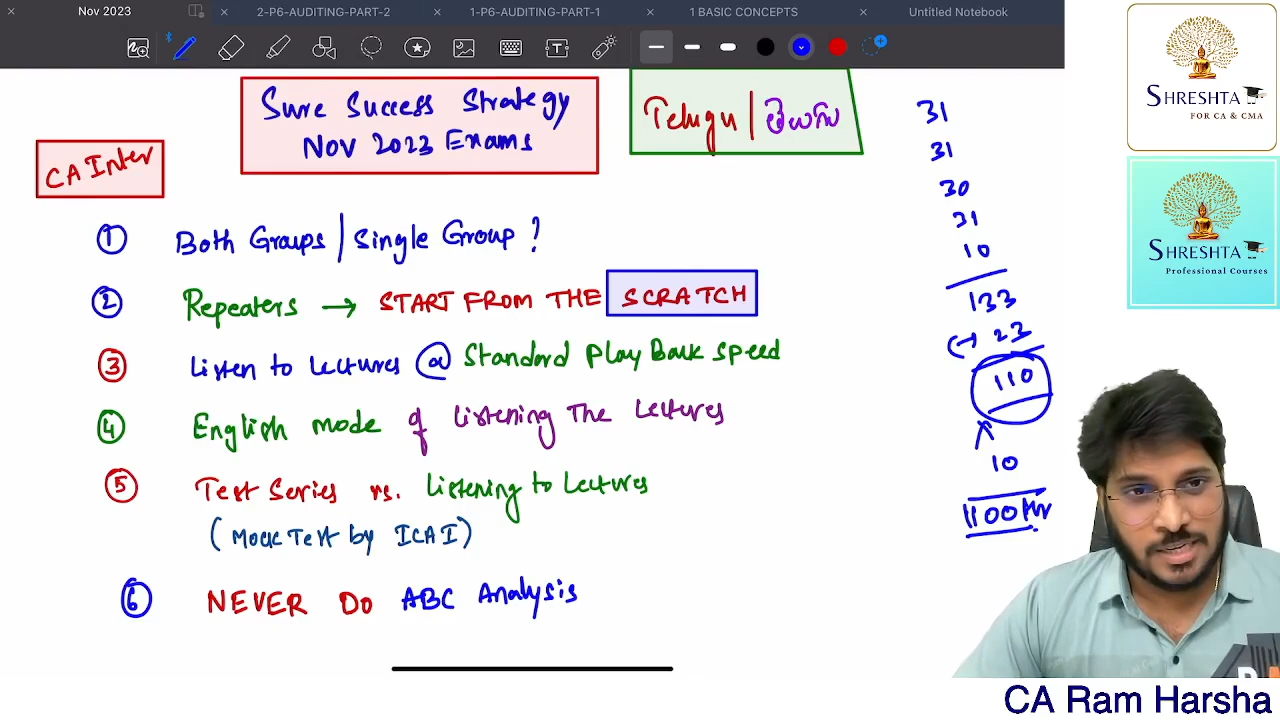 Nov 2023
2-P6-AUDITING-PART-2
1-P6-AUDITING-PART-1
1 BASIC CONCEPTS
Untitled Notebook
Sure Success Strategy
Nov 2023 Exams
Telugu | తెలుగు
CA Inter
① Both Groups | Single Group ?
② Repeaters → START FROM THE SCRATCH
③ Listen to Lectures @ Standard Play Back speed
④ English mode of listening The Lectures
⑤ Test Series vs. Listening to Lectures
(Mock Test by ICAI)
⑥ NEVER Do ABC Analysis
31
31
30
31
10
133
(-) 23
110
10
1100 Hr
SHRESHTA
FOR CA & CMA
SHRESHTA
Professional Courses
CA Ram Harsha